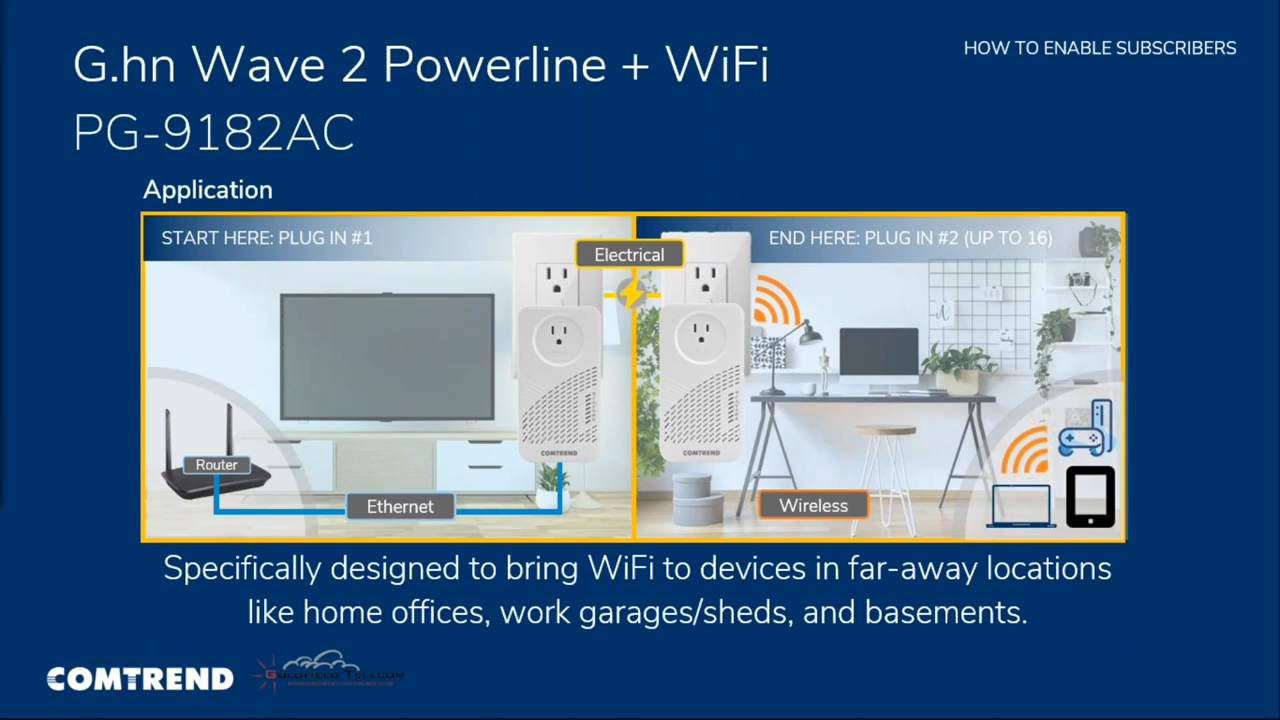 G.hn Wave 2 Powerline + WiFi
HOW TO ENABLE SUBSCRIBERS
PG-9182AC
Application
START HERE: PLUG IN #1
END HERE: PLUG IN #2 (UP TO 16)
Electrical
COMTREND
COMTREND
Router
Ethernet
Wireless
Specifically designed to bring WiFi to devices in far-away locations
like home offices, work garages/sheds, and basements.
COMTREND
GOLDFIELD TELECOM